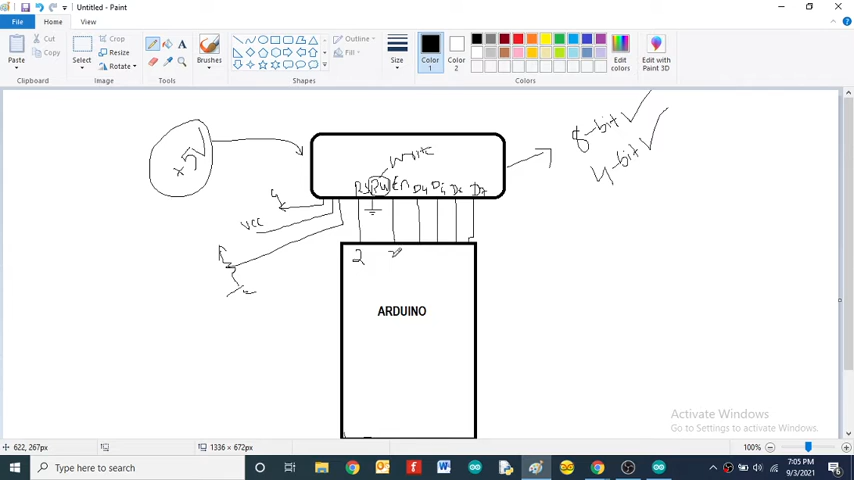 Untitled - Paint
File
Home
View
Paste
Cut
Copy
Clipboard
Select
Crop
Resize
Rotate
Image
A
Tools
Brushes
Shapes
Outline
Fill
Size
Color
1
Color
2
Colors
Edit
colors
Edit with
Paint 3D
+5V
Write
RS RW En D4 D5 D6 D7
8-bit
4-bit
G
VCC
2
ARDUINO
Activate Windows
Go to Settings to activate Windows.
622, 267px
1336 × 672px
100%
Type here to search
7:05 PM
9/3/2021